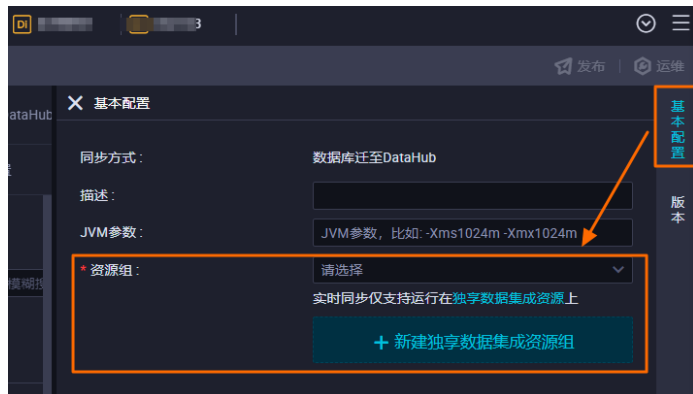 DI
3
发布
运维
ataHub
基本配置
基本配置
同步方式 :
数据库迁至DataHub
描述 :
版本
JVM参数 :
JVM参数，比如: -Xms1024m -Xmx1024m
* 资源组 :
请选择
模糊搜
实时同步仅支持运行在独享数据集成资源上
+ 新建独享数据集成资源组